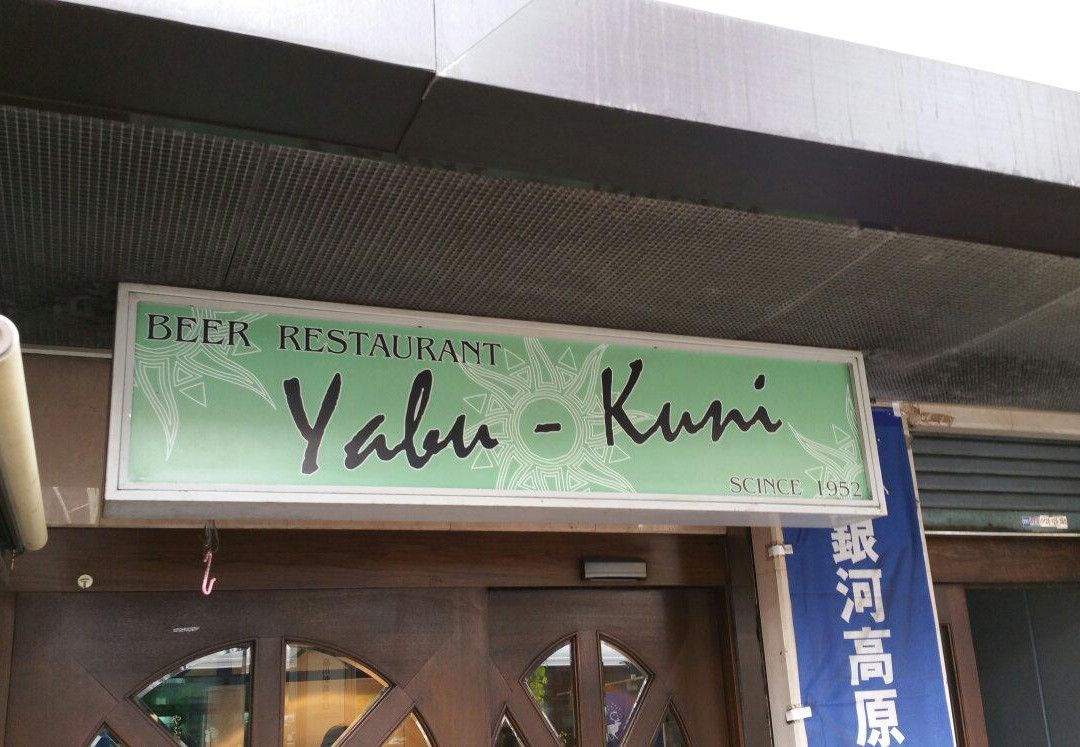 BEER RESTAURANT
Yabu - Kuni
SCINCE 1952
銀河高原